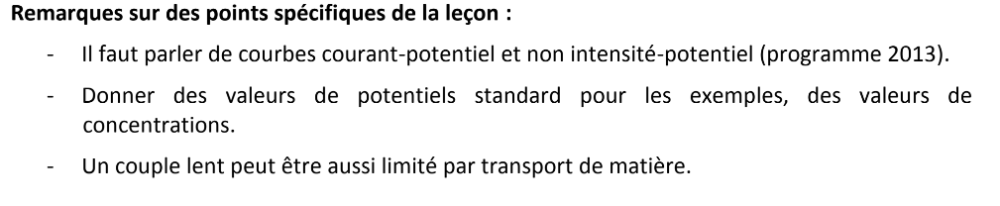 Remarques sur des points spécifiques de la leçon :
- Il faut parler de courbes courant-potentiel et non intensité-potentiel (programme 2013).
- Donner des valeurs de potentiels standard pour les exemples, des valeurs de
concentrations.
- Un couple lent peut être aussi limité par transport de matière.